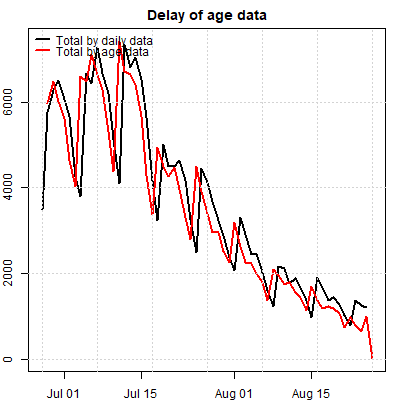 Delay of age data
Total by daily data
Total by age data
6000
4000
2000
0
Jul 01 Jul 15 Aug 01 Aug 15